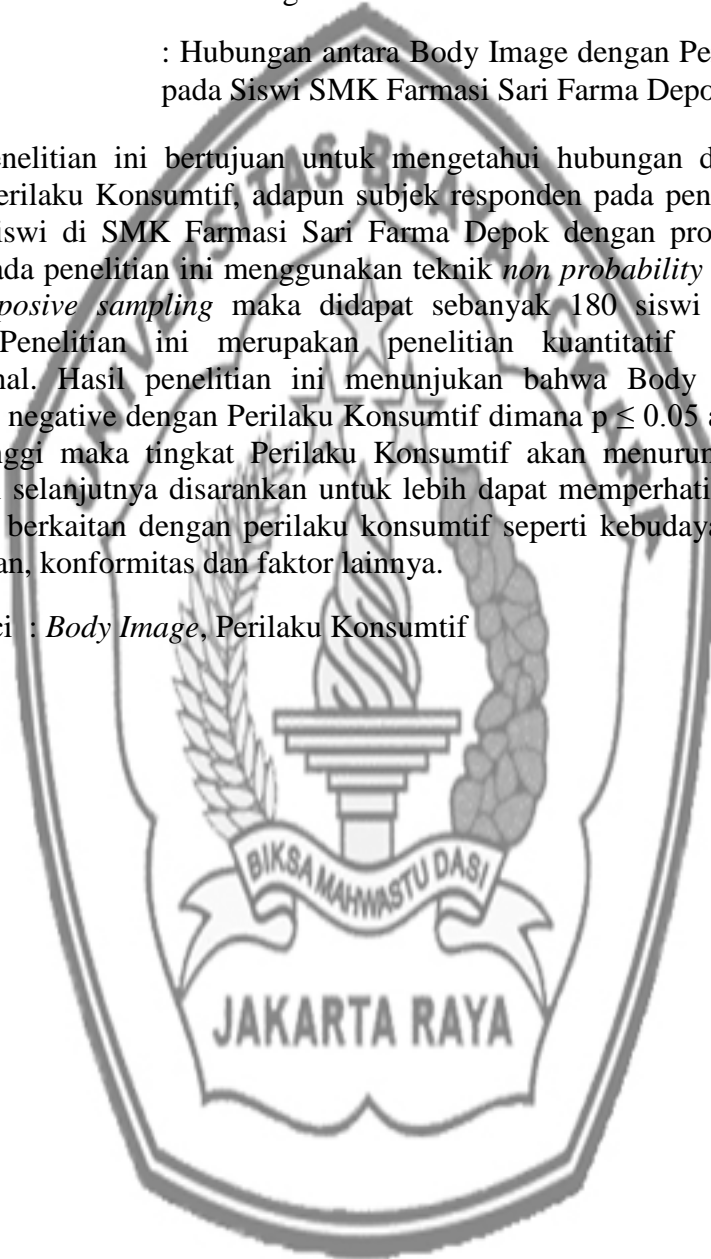 : Hubungan antara Body Image dengan Pe
pada Siswi SMK Farmasi Sari Farma Depo
enelitian ini bertujuan untuk mengetahui hubungan d
erilaku Konsumtif, adapun subjek responden pada pen
iswi di SMK Farmasi Sari Farma Depok dengan pro
ada penelitian ini menggunakan teknik non probability
posive sampling maka didapat sebanyak 180 siswi
Penelitian ini merupakan penelitian kuantitatif
nal. Hasil penelitian ini menunjukan bahwa Body
negative dengan Perilaku Konsumtif dimana p ≤ 0.05 a
nggi maka tingkat Perilaku Konsumtif akan menurun
selanjutnya disarankan untuk lebih dapat memperhati
berkaitan dengan perilaku konsumtif seperti kebuday
an, konformitas dan faktor lainnya.
ci : Body Image, Perilaku Konsumtif
UNIVERSITAS BHAYANGKARA
BIKSA MAHWASTU DASI
JAKARTA RAYA